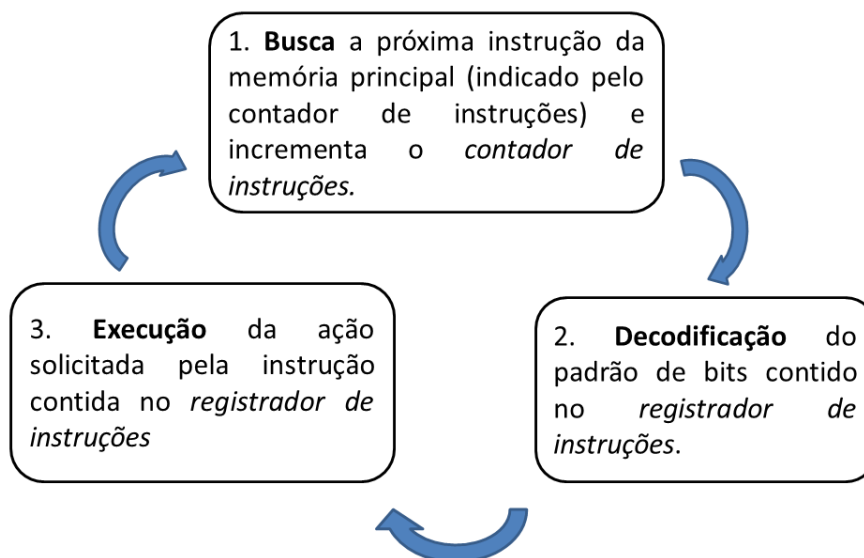 1. Busca a próxima instrução da
memória principal (indicado pelo
contador de instruções) e
incrementa o contador de
instruções.
2. Decodificação do
padrão de bits contido
no registrador de
instruções.
3. Execução da ação
solicitada pela instrução
contida no registrador de
instruções